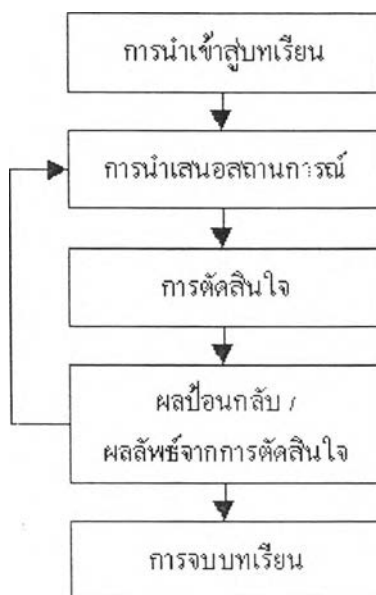 การนำเข้าสู่บทเรียน
การนำเสนอสถานการณ์
การตัดสินใจ
ผลป้อนกลับ /
ผลลัพธ์จากการตัดสินใจ
การจบบทเรียน